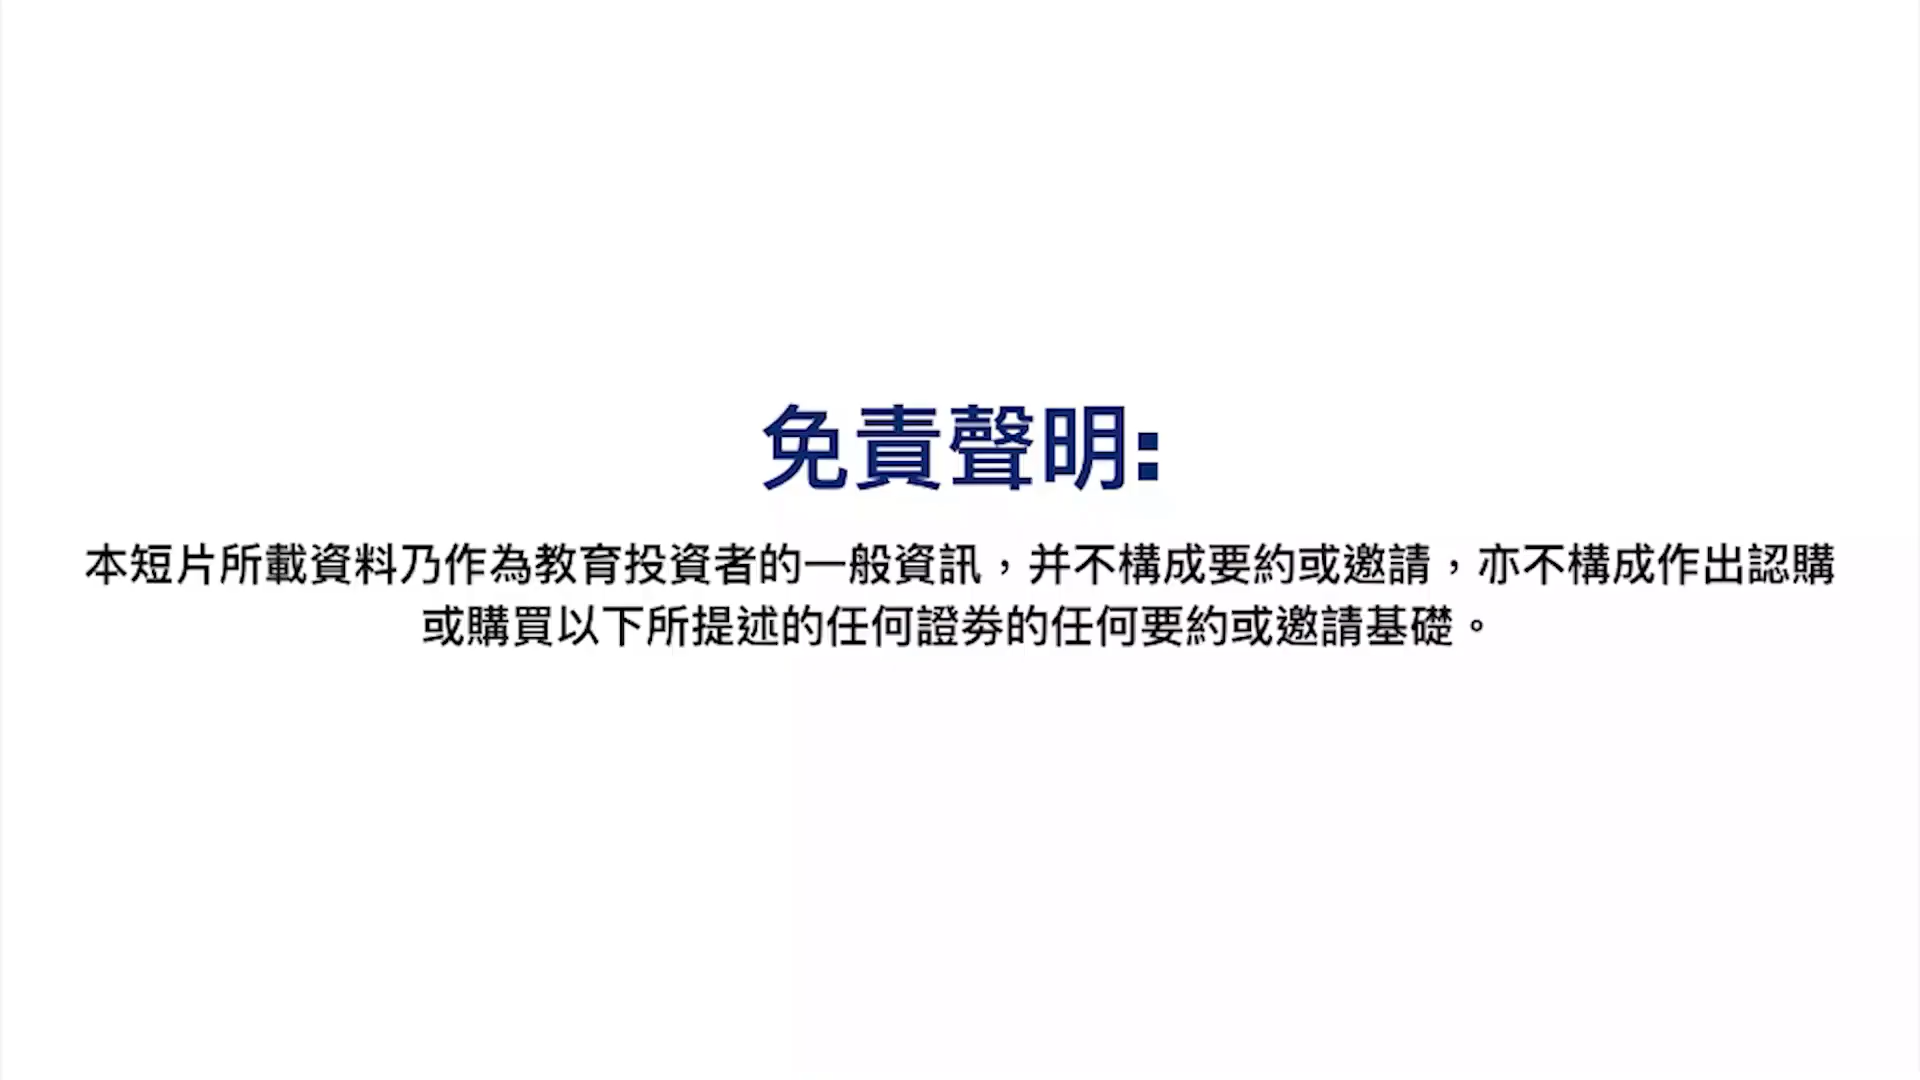 免責聲明:
本短片所載資料乃作為教育投資者的一般資訊，并不構成要約或邀請，亦不構成作出認購
或購買以下所提述的任何證劵的任何要約或邀請基礎。